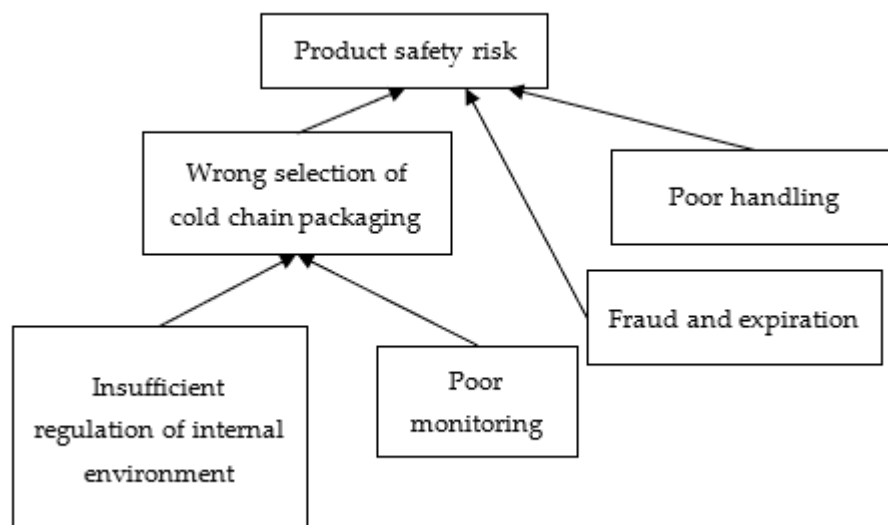 Product safety risk
Wrong selection of
cold chain packaging
Poor handling
Fraud and expiration
Insufficient
regulation of internal
environment
Poor
monitoring